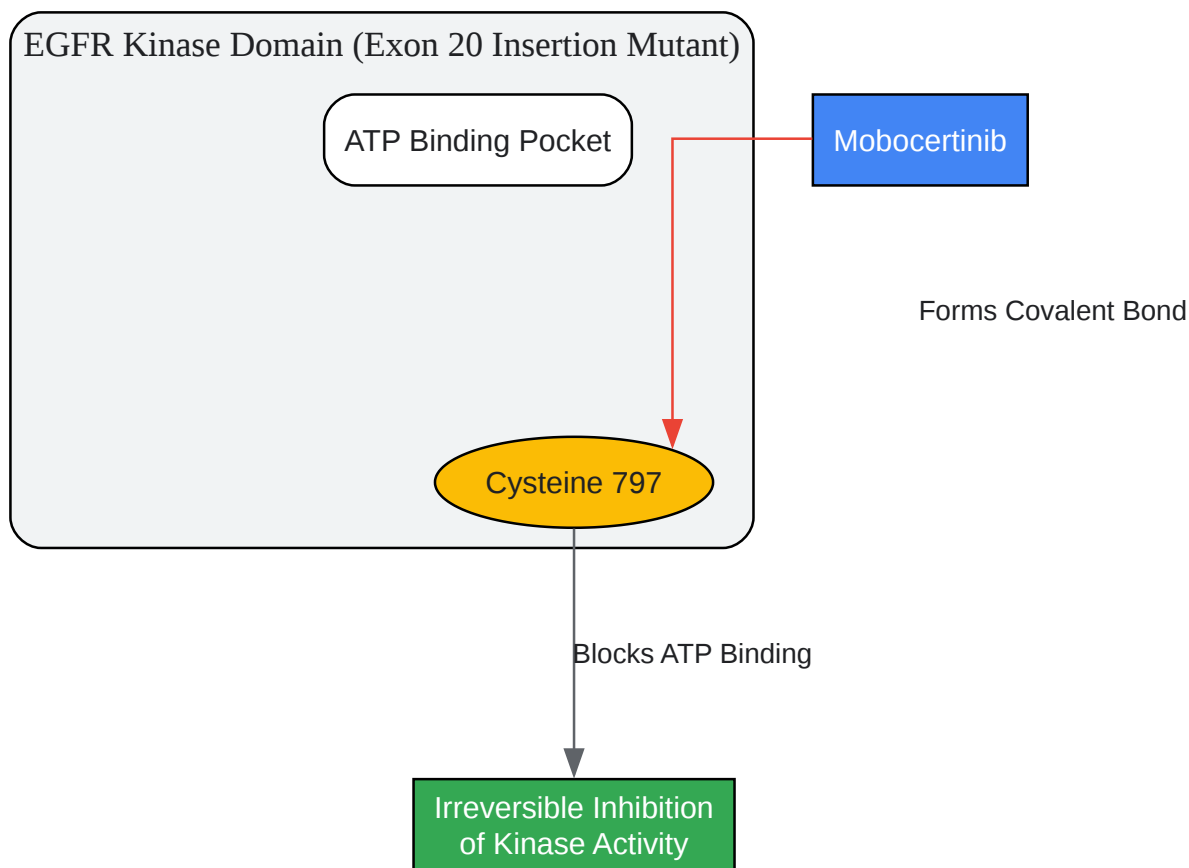 EGFR Kinase Domain (Exon 20 Insertion Mutant)
ATP Binding Pocket
Mobocertinib
Forms Covalent Bond
Cysteine 797
Blocks ATP Binding
Irreversible Inhibition
of Kinase Activity